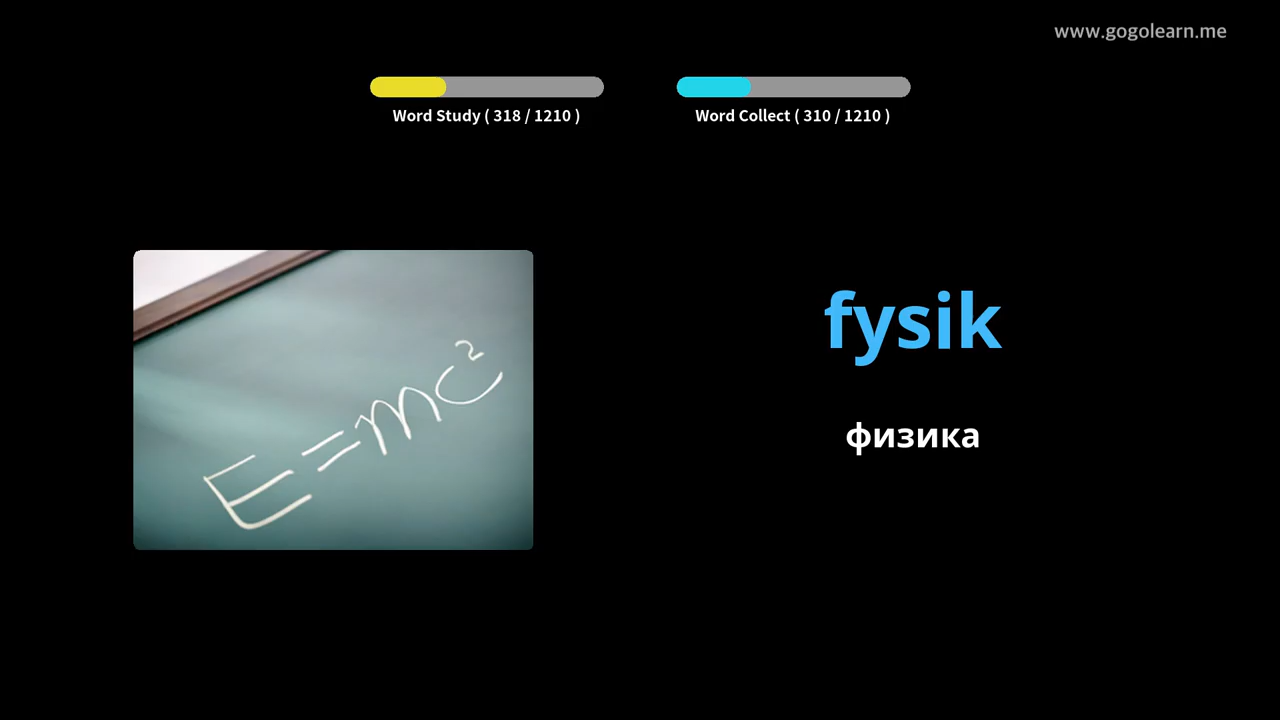 www.gogolearn.me
Word Study ( 318 / 1210 )
Word Collect ( 310 / 1210 )
E=mc²
fysik
физика